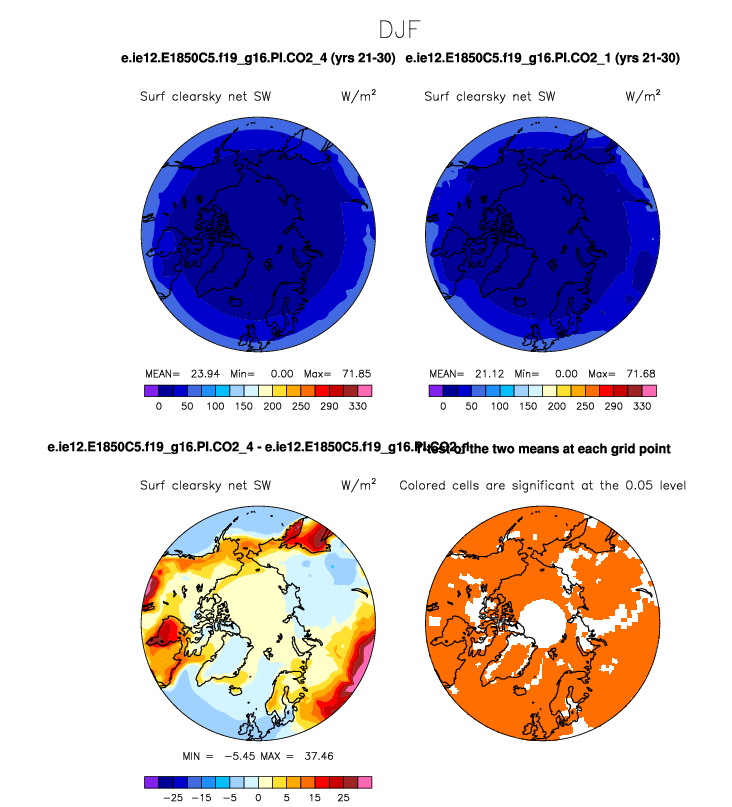 DJF
e.ie12.E1850C5.f19_g16.PI.CO2_4 (yrs 21-30) e.ie12.E1850C5.f19_g16.PI.CO2_1 (yrs 21-30)
Surf clearsky net SW W/m² Surf clearsky net SW W/m²
MEAN= 23.94 Min= 0.00 Max= 71.85 MEAN= 21.12 Min= 0.00 Max= 71.68
0 50 100 150 200 250 290 330 0 50 100 150 200 250 290 330
e.ie12.E1850C5.f19_g16.PI.CO2_4 - e.ie12.E1850C5.f19_g16.PI.CO2_1 T-test of the two means at each grid point
Surf clearsky net SW W/m² Colored cells are significant at the 0.05 level
MIN = -5.45 MAX = 37.46
-25 -15 -5 0 5 15 25